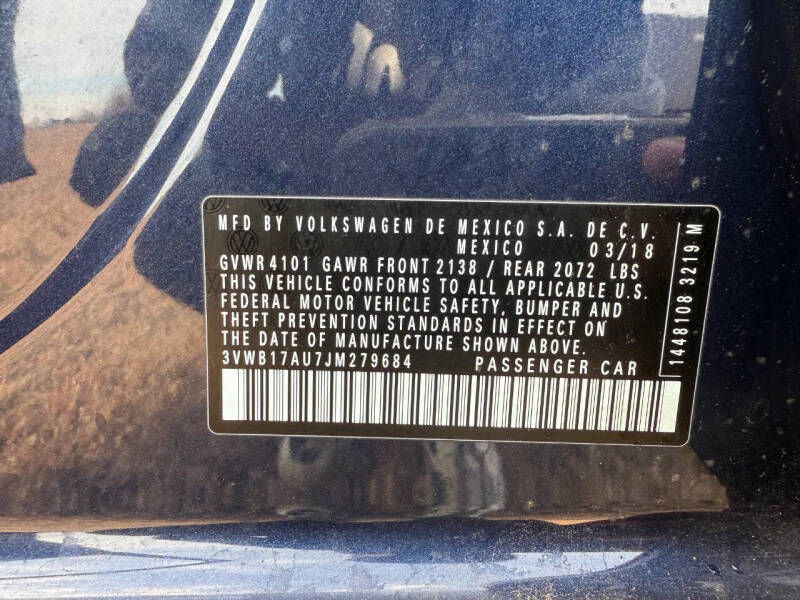 MFD BY VOLKSWAGEN DE MEXICO S.A. DE C.V.
MEXICO 03/18
GVWR 4101 GAWR FRONT 2138 / REAR 2072 LBS
THIS VEHICLE CONFORMS TO ALL APPLICABLE U.S.
FEDERAL MOTOR VEHICLE SAFETY, BUMPER AND
THEFT PREVENTION STANDARDS IN EFFECT ON
THE DATE OF MANUFACTURE SHOWN ABOVE.
3VWB17AU7JM279684 PASSENGER CAR
1448108 3219 M